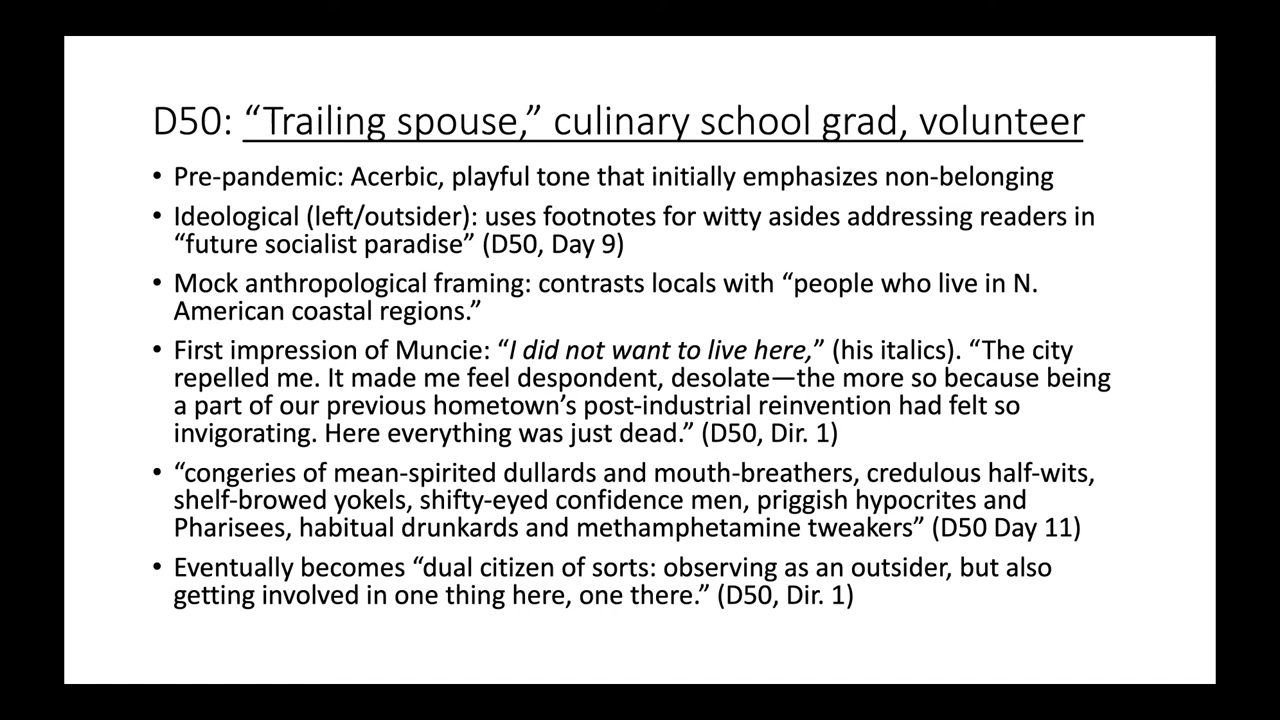 D50: “Trailing spouse,” culinary school grad, volunteer
• Pre-pandemic: Acerbic, playful tone that initially emphasizes non-belonging
• Ideological (left/outsider): uses footnotes for witty asides addressing readers in
“future socialist paradise” (D50, Day 9)
• Mock anthropological framing: contrasts locals with “people who live in N.
American coastal regions.”
• First impression of Muncie: “I did not want to live here,” (his italics). “The city
repelled me. It made me feel despondent, desolate—the more so because being
a part of our previous hometown’s post-industrial reinvention had felt so
invigorating. Here everything was just dead.” (D50, Dir. 1)
• “congeries of mean-spirited dullards and mouth-breathers, credulous half-wits,
shelf-browed yokels, shifty-eyed confidence men, priggish hypocrites and
Pharisees, habitual drunkards and methamphetamine tweakers” (D50 Day 11)
• Eventually becomes “dual citizen of sorts: observing as an outsider, but also
getting involved in one thing here, one there.” (D50, Dir. 1)